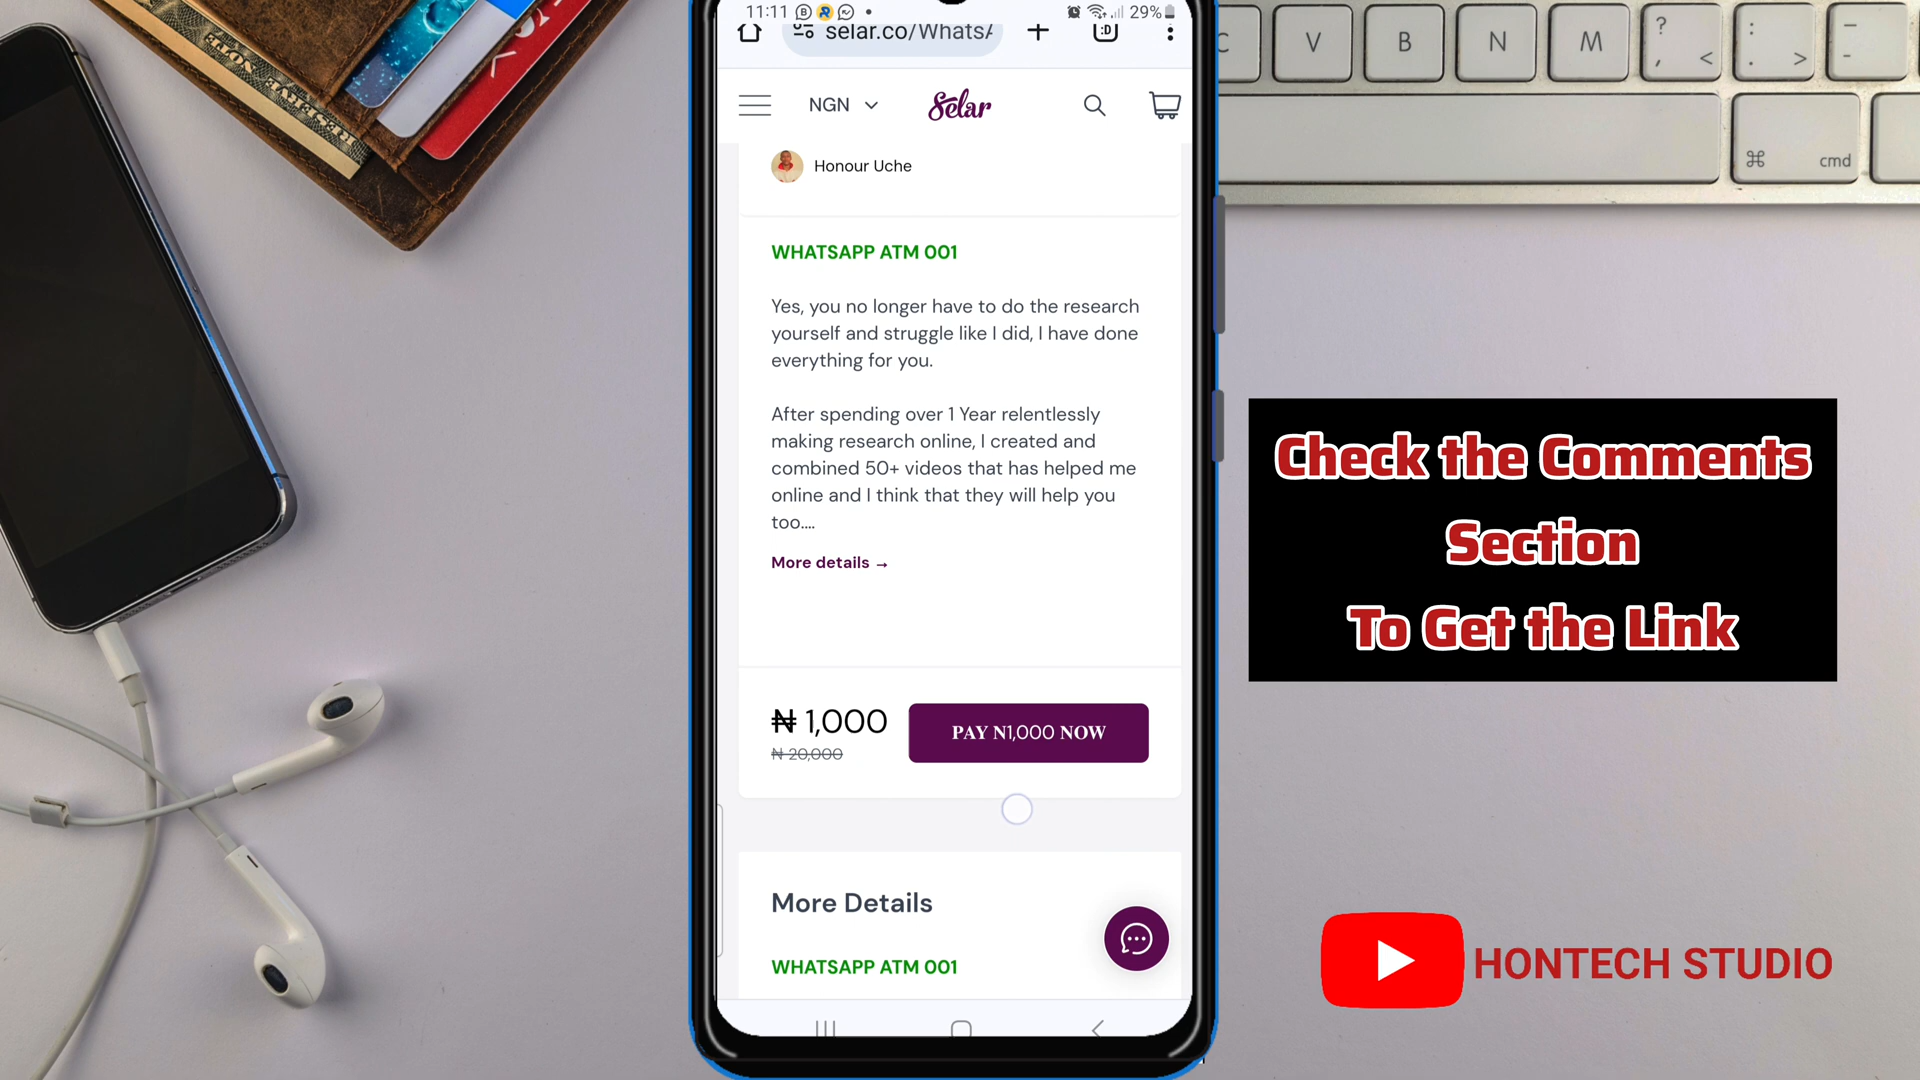 11:11
29%
selar.co/WhatsA
:D
NGN
Selar
Honour Uche
WHATSAPP ATM 001
Yes, you no longer have to do the research
yourself and struggle like I did, I have done
everything for you.
After spending over 1 Year relentlessly
making research online, I created and
combined 50+ videos that has helped me
online and I think that they will help you
too....
More details →
₦ 1,000
₦ 20,000
PAY N1,000 NOW
More Details
WHATSAPP ATM 001
Check the Comments
Section
To Get the Link
HONTECH STUDIO
C
V
B
N
M
? , <
: . >
_ -
⌘ cmd
RESERVE NOTE